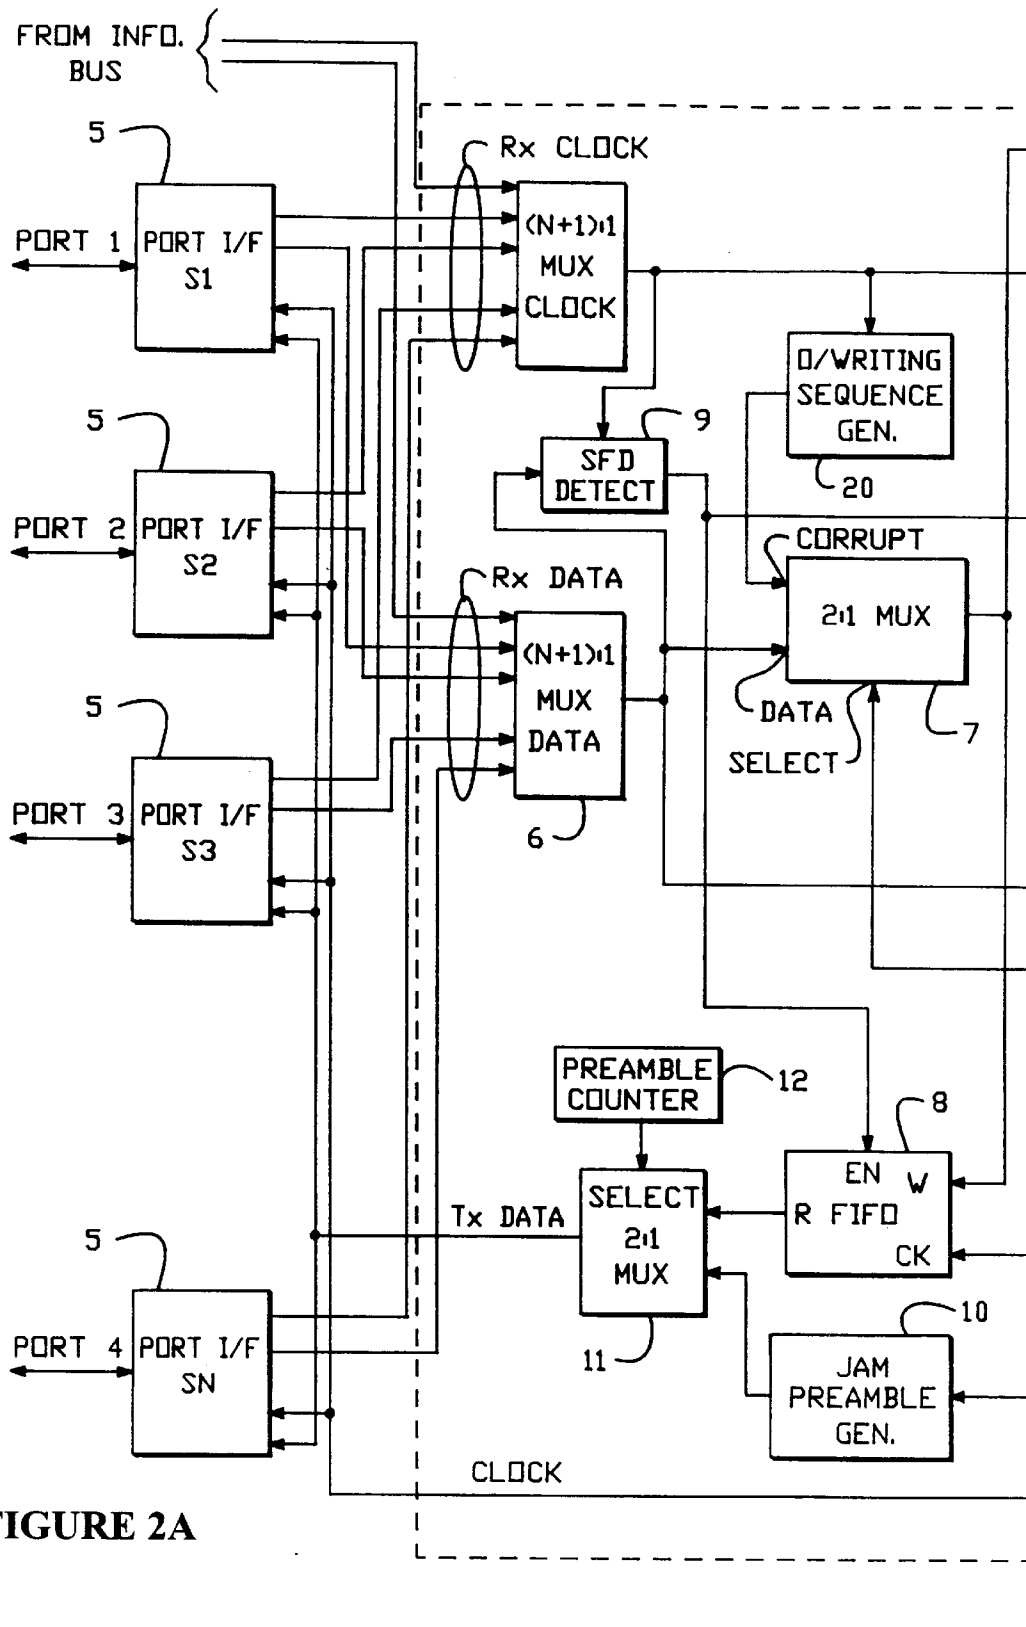 FROM INFO.
BUS
5
Rx CLOCK
PORT 1
PORT I/F
S1
(N+1):1
MUX
CLOCK
O/WRITING
SEQUENCE
GEN.
20
5
9
SFD
DETECT
PORT 2
PORT I/F
S2
CORRUPT
Rx DATA
2:1 MUX
(N+1):1
MUX
DATA
DATA
SELECT
7
5
6
PORT 3
PORT I/F
S3
PREAMBLE
COUNTER
12
8
EN
W
R FIFO
CK
SELECT
2:1
MUX
Tx DATA
5
11
10
PORT 4
PORT I/F
SN
JAM
PREAMBLE
GEN.
CLOCK
FIGURE 2A